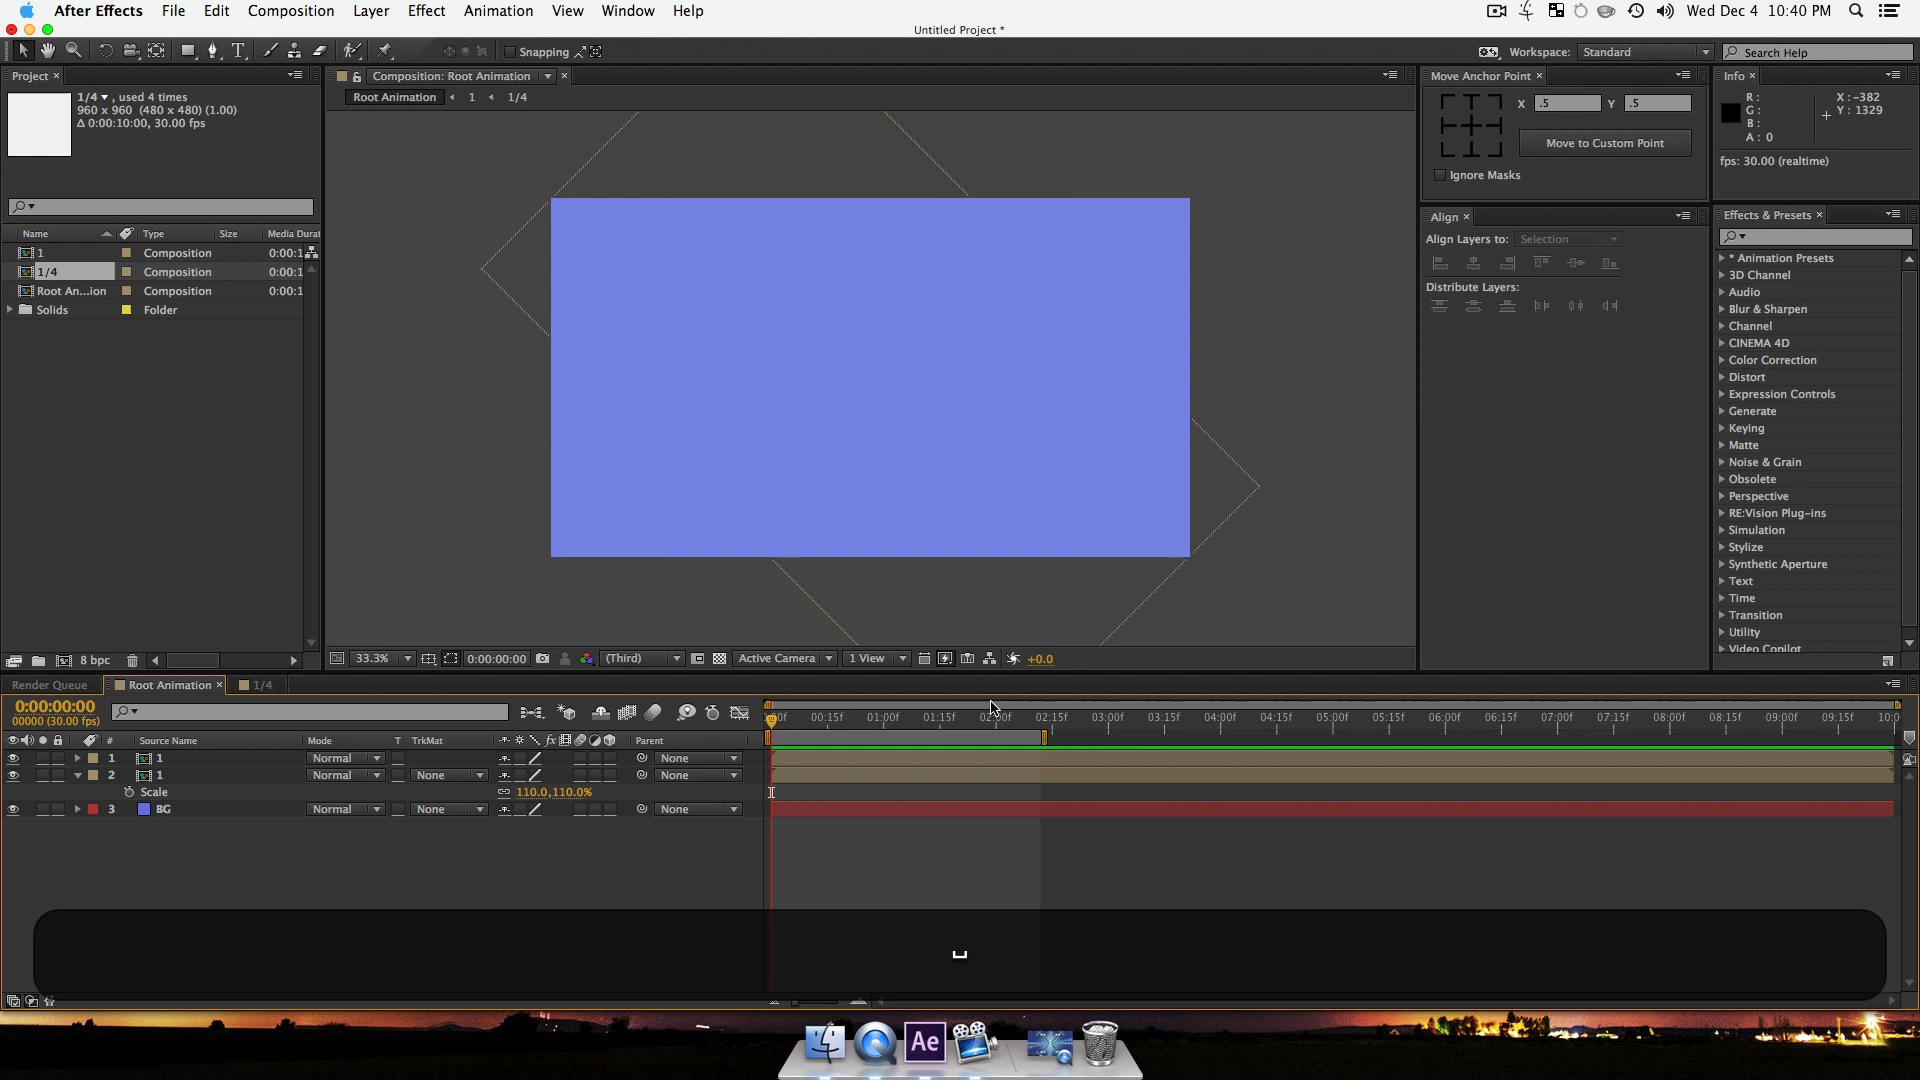 After Effects File Edit Composition Layer Effect Animation View Window Help Wed Dec 4 10:40 PM
Untitled Project *
Snapping Workspace: Standard Search Help
Project
1/4 , used 4 times
960 x 960 (480 x 480) (1.00)
Δ 0:00:10:00, 30.00 fps
Name Type Size Media Durat
1 Composition 0:00:1
1/4 Composition 0:00:1
Root An...ion Composition 0:00:1
Solids Folder
8 bpc
Composition: Root Animation
Root Animation 1 1/4
33.3% 0:00:00:00 (Third) Active Camera 1 View +0.0
Move Anchor Point
X .5 Y .5
Move to Custom Point
Ignore Masks
Align
Align Layers to: Selection
Distribute Layers:
Info
R: X: -382
G: Y: 1329
B:
A: 0
fps: 30.00 (realtime)
Effects & Presets
* Animation Presets
3D Channel
Audio
Blur & Sharpen
Channel
CINEMA 4D
Color Correction
Distort
Expression Controls
Generate
Keying
Matte
Noise & Grain
Obsolete
Perspective
RE:Vision Plug-ins
Simulation
Stylize
Synthetic Aperture
Text
Time
Transition
Utility
Video Copilot
Render Queue Root Animation 1/4
0:00:00:00
00000 (30.00 fps)
00:15f 01:00f 01:15f 02:00f 02:15f 03:00f 03:15f 04:00f 04:15f 05:00f 05:15f 06:00f 06:15f 07:00f 07:15f 08:00f 08:15f 09:00f 09:15f 10:0
# Source Name Mode T TrkMat fx Parent
1 1 Normal None
2 1 Normal None None
Scale 110.0,110.0%
3 BG Normal None None
Ae